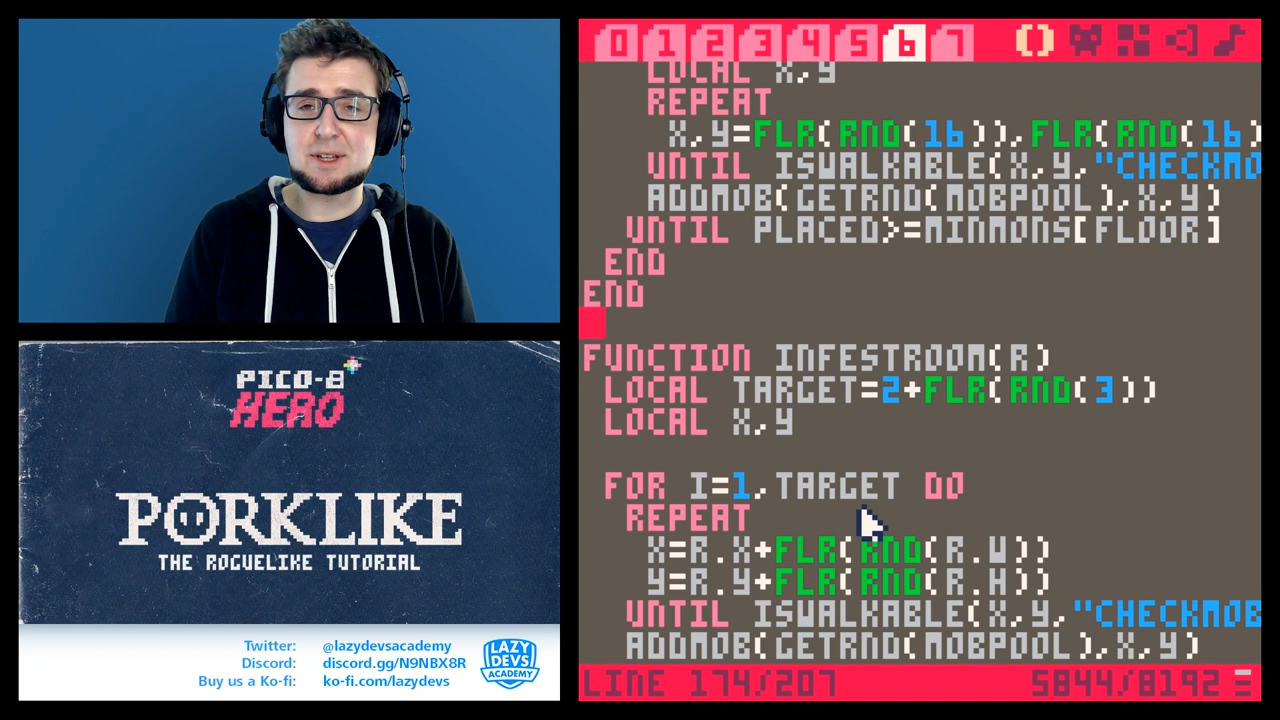 PICO-8
HERO
PORKLIKE
THE ROGUELIKE TUTORIAL
Twitter: @lazydevsacademy
Discord: discord.gg/N9NBX8R
Buy us a Ko-fi: ko-fi.com/lazydevs
LAZY
DEVS
ACADEMY
0 1 2 3 4 5 6 7
LOCAL X,Y
REPEAT
X,Y=FLR(RND(16)),FLR(RND(16)
UNTIL ISWALKABLE(X,Y,"CHECKMO
ADDMOB(GETRND(MOBPOOL),X,Y)
UNTIL PLACED>=MINMONS[FLOOR]
END
END
FUNCTION INFESTROOM(R)
LOCAL TARGET=2+FLR(RND(3))
LOCAL X,Y
FOR I=1,TARGET DO
REPEAT
X=R.X+FLR(RND(R.W))
Y=R.Y+FLR(RND(R.H))
UNTIL ISWALKABLE(X,Y,"CHECKMOB
ADDMOB(GETRND(MOBPOOL),X,Y)
LINE 174/207 5844/8192